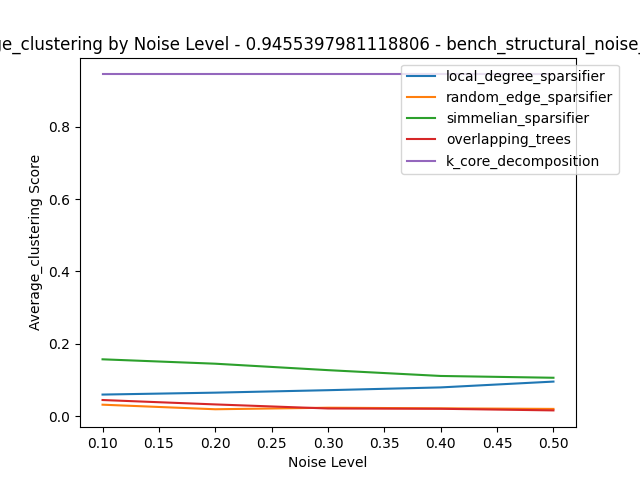 ge_clustering by Noise Level - 0.9455397981118806 - bench_structural_noise_
local_degree_sparsifier
random_edge_sparsifier
simmelian_sparsifier
overlapping_trees
k_core_decomposition
Average_clustering Score
0.8
0.6
0.4
0.2
0.0
0.10 0.15 0.20 0.25 0.30 0.35 0.40 0.45 0.50
Noise Level